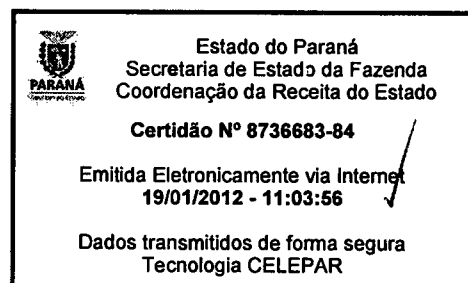 PARANÁ
Estado do Paraná
Secretaria de Estado da Fazenda
Coordenação da Receita do Estado
Certidão Nº 8736683-84
Emitida Eletronicamente via Internet
19/01/2012 - 11:03:56
Dados transmitidos de forma segura
Tecnologia CELEPAR